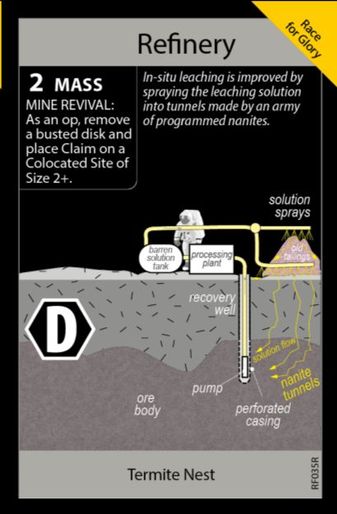 Race
for Glory
Refinery
2 MASS
MINE REVIVAL:
As an op, remove
a busted disk and
place Claim on a
Colocated Site of
Size 2+.
In-situ leaching is improved by
spraying the leaching solution
into tunnels made by an army
of programmed nanites.
solution
sprays
barren
solution
tank
processing
plant
old
tailings
recovery
well
D
solution flow
nanite
tunnels
pump
ore
body
perforated
casing
Termite Nest
RF035R